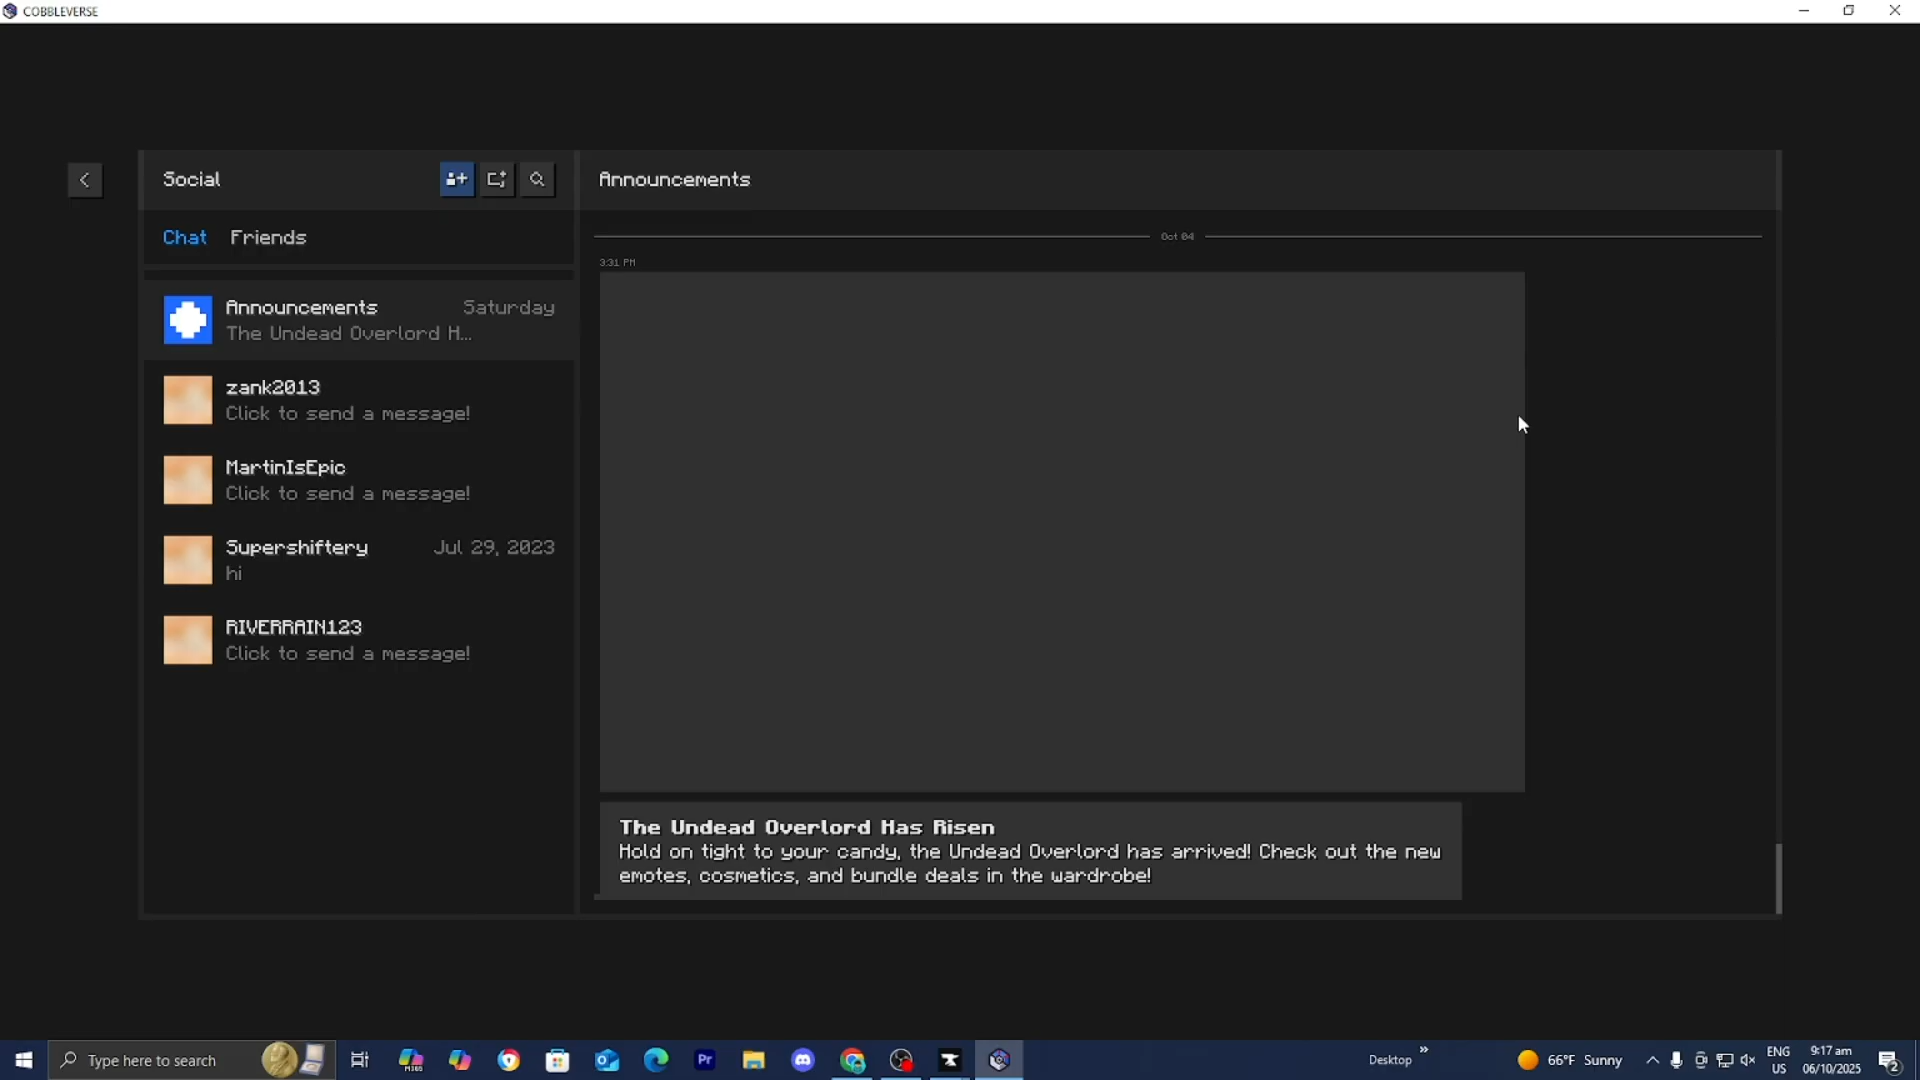 COBBLEVERSE
Social
Announcements
Chat Friends
Oct 04
3:31 PM
Announcements Saturday
The Undead Overlord H...
zank2013
Click to send a message!
MartinIsEpic
Click to send a message!
Supershiftery Jul 29, 2023
hi
RIVERRAIN123
Click to send a message!
The Undead Overlord Has Risen
Hold on tight to your candy, the Undead Overlord has arrived! Check out the new
emotes, cosmetics, and bundle deals in the wardrobe!
Type here to search
M365
Pr
Desktop
66°F Sunny
ENG
US
9:17 am
06/10/2025
2